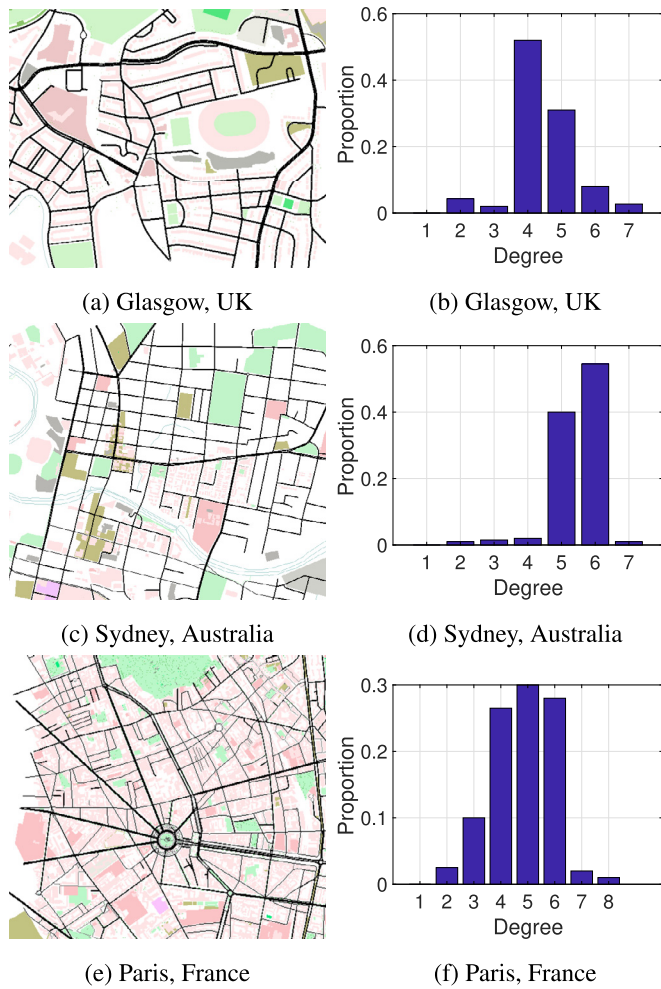 0.6
0.4
0.2
0
Proportion
1 2 3 4 5 6 7
Degree
(a) Glasgow, UK
(b) Glasgow, UK
0.6
0.4
0.2
0
Proportion
1 2 3 4 5 6 7
Degree
(c) Sydney, Australia
(d) Sydney, Australia
0.3
0.2
0.1
0
Proportion
1 2 3 4 5 6 7 8
Degree
(e) Paris, France
(f) Paris, France